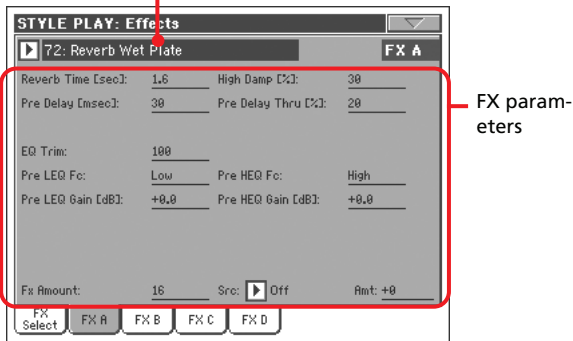 STYLE PLAY: Effects
72: Reverb Wet Plate FX A
Reverb Time [sec]: 1.6 High Damp [%]: 30
Pre Delay [msec]: 30 Pre Delay Thru [%]: 20
EQ Trim: 100
Pre LEQ Fc: Low Pre HEQ Fc: High
Pre LEQ Gain [dB]: +0.0 Pre HEQ Gain [dB]: +0.0
Fx Amount: 16 Src: Off Amt: +0
FX Select FX A FX B FX C FX D
FX param-
eters